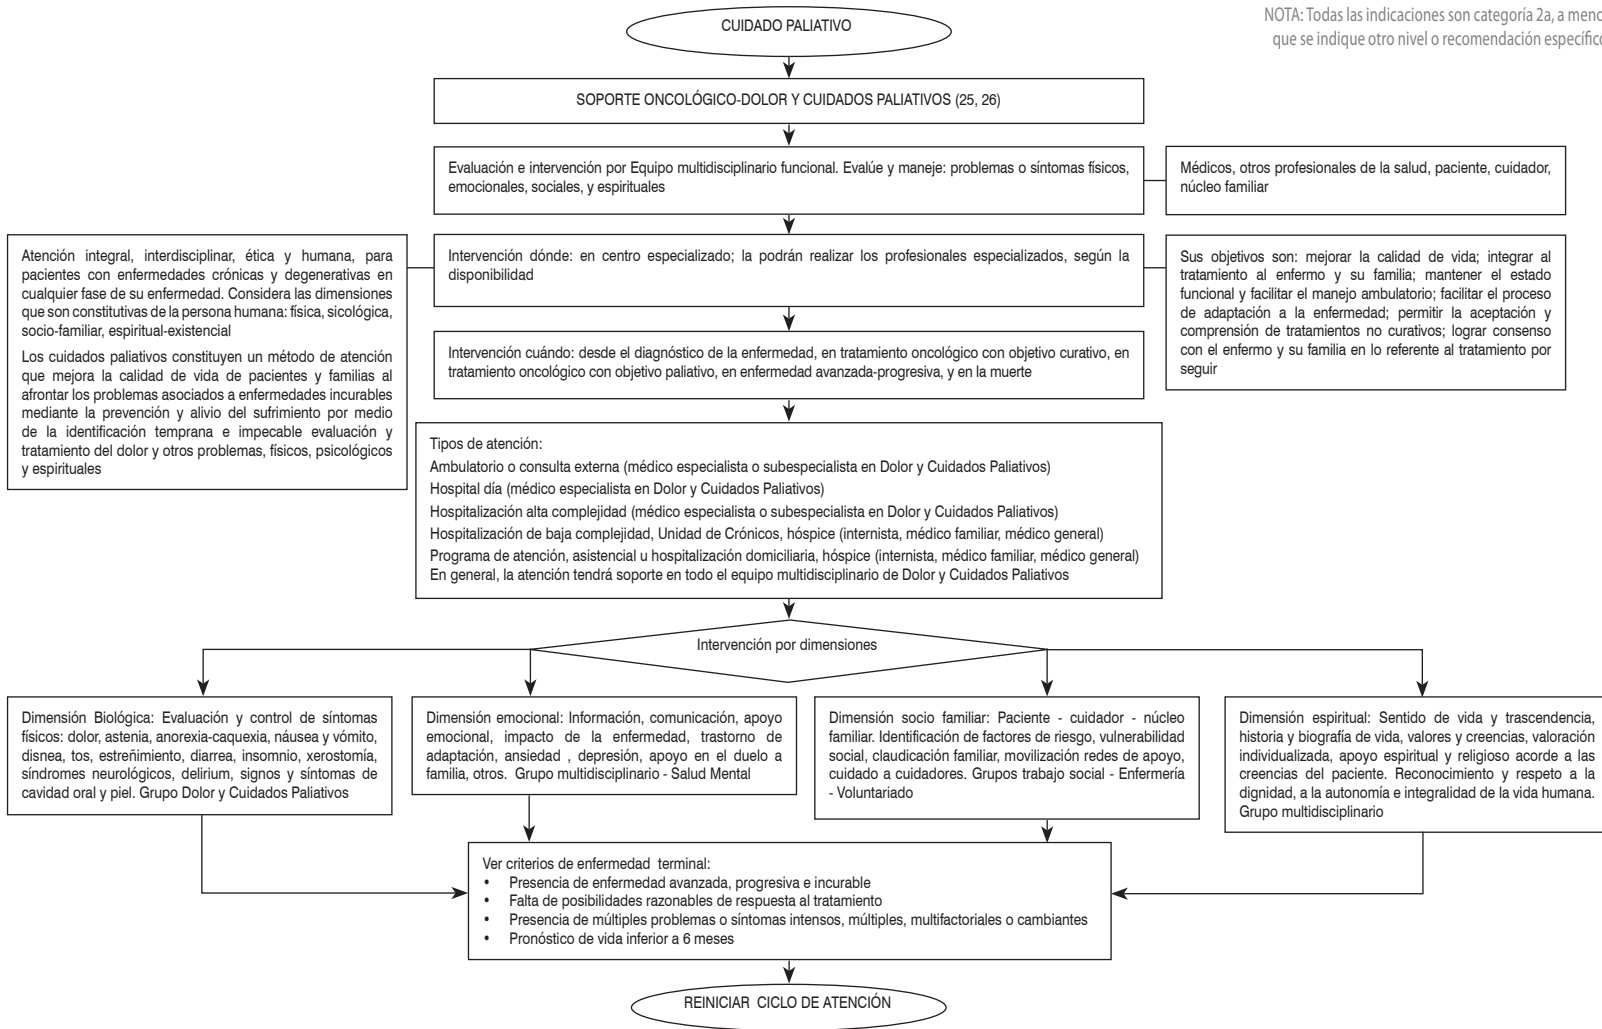 CUIDADO PALIATIVO
NOTA: Todas las indicaciones son categoría 2a, a menos
que se indique otro nivel o recomendación específico
SOPORTE ONCOLÓGICO-DOLOR Y CUIDADOS PALIATIVOS (25, 26)
Evaluación e intervención por Equipo multidisciplinario funcional. Evalúe y maneje: problemas o síntomas físicos,
emocionales, sociales, y espirituales
Médicos, otros profesionales de la salud, paciente, cuidador,
núcleo familiar
Atención integral, interdisciplinar, ética y humana, para
pacientes con enfermedades crónicas y degenerativas en
cualquier fase de su enfermedad. Considera las dimensiones
que son constitutivas de la persona humana: física, sicológica,
socio-familiar, espiritual-existencial
Los cuidados paliativos constituyen un método de atención
que mejora la calidad de vida de pacientes y familias al
afrontar los problemas asociados a enfermedades incurables
mediante la prevención y alivio del sufrimiento por medio
de la identificación temprana e impecable evaluación y
tratamiento del dolor y otros problemas, físicos, psicológicos
y espirituales
Intervención dónde: en centro especializado; la podrán realizar los profesionales especializados, según la
disponibilidad
Sus objetivos son: mejorar la calidad de vida; integrar al
tratamiento al enfermo y su familia; mantener el estado
funcional y facilitar el manejo ambulatorio; facilitar el proceso
de adaptación a la enfermedad; permitir la aceptación y
comprensión de tratamientos no curativos; lograr consenso
con el enfermo y su familia en lo referente al tratamiento por
seguir
Intervención cuándo: desde el diagnóstico de la enfermedad, en tratamiento oncológico con objetivo curativo, en
tratamiento oncológico con objetivo paliativo, en enfermedad avanzada-progresiva, y en la muerte
Tipos de atención:
Ambulatorio o consulta externa (médico especialista o subespecialista en Dolor y Cuidados Paliativos)
Hospital día (médico especialista en Dolor y Cuidados Paliativos)
Hospitalización alta complejidad (médico especialista o subespecialista en Dolor y Cuidados Paliativos)
Hospitalización de baja complejidad, Unidad de Crónicos, hóspice (internista, médico familiar, médico general)
Programa de atención, asistencial u hospitalización domiciliaria, hóspice (internista, médico familiar, médico general)
En general, la atención tendrá soporte en todo el equipo multidisciplinario de Dolor y Cuidados Paliativos
Intervención por dimensiones
Dimensión Biológica: Evaluación y control de síntomas
físicos: dolor, astenia, anorexia-caquexia, náusea y vómito,
disnea, tos, estreñimiento, diarrea, insomnio, xerostomía,
síndromes neurológicos, delirium, signos y síntomas de
cavidad oral y piel. Grupo Dolor y Cuidados Paliativos
Dimensión emocional: Información, comunicación, apoyo
emocional, impacto de la enfermedad, trastorno de
adaptación, ansiedad , depresión, apoyo en el duelo a
familia, otros. Grupo multidisciplinario - Salud Mental
Dimensión socio familiar: Paciente - cuidador - núcleo
familiar. Identificación de factores de riesgo, vulnerabilidad
social, claudicación familiar, movilización redes de apoyo,
cuidado a cuidadores. Grupos trabajo social - Enfermería
- Voluntariado
Dimensión espiritual: Sentido de vida y trascendencia,
historia y biografía de vida, valores y creencias, valoración
individualizada, apoyo espiritual y religioso acorde a las
creencias del paciente. Reconocimiento y respeto a la
dignidad, a la autonomía e integralidad de la vida humana.
Grupo multidisciplinario
Ver criterios de enfermedad terminal:
• Presencia de enfermedad avanzada, progresiva e incurable
• Falta de posibilidades razonables de respuesta al tratamiento
• Presencia de múltiples problemas o síntomas intensos, múltiples, multifactoriales o cambiantes
• Pronóstico de vida inferior a 6 meses
REINICIAR CICLO DE ATENCIÓN